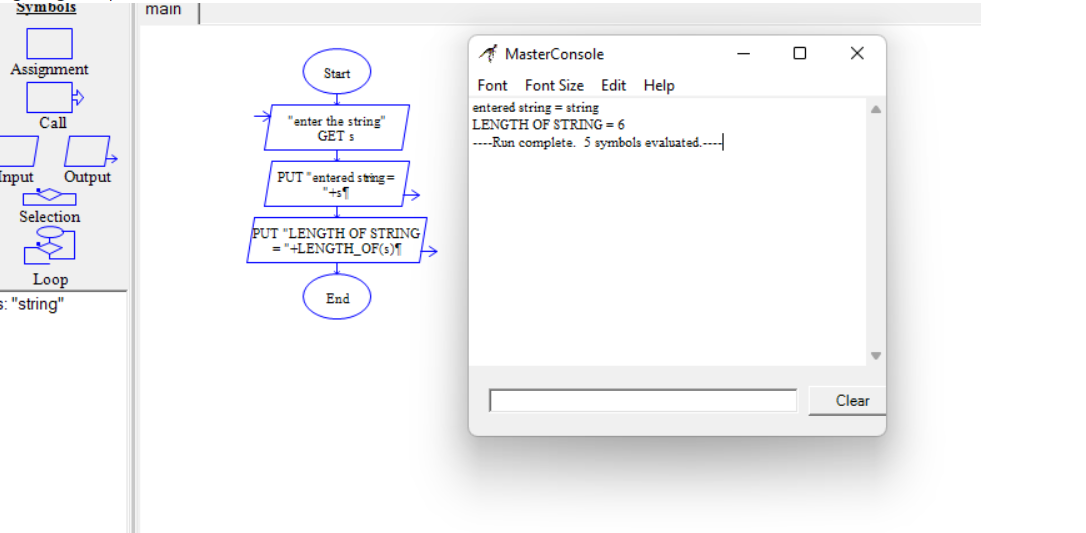 Symbols
main
Assignment
Call
Input Output
Selection
Loop
s: "string"
Start
"enter the string"
GET s
PUT "entered string =
"+s¶
PUT "LENGTH OF STRING
= "+LENGTH_OF(s)¶
End
MasterConsole
Font Font Size Edit Help
entered string = string
LENGTH OF STRING = 6
----Run complete. 5 symbols evaluated.----
Clear